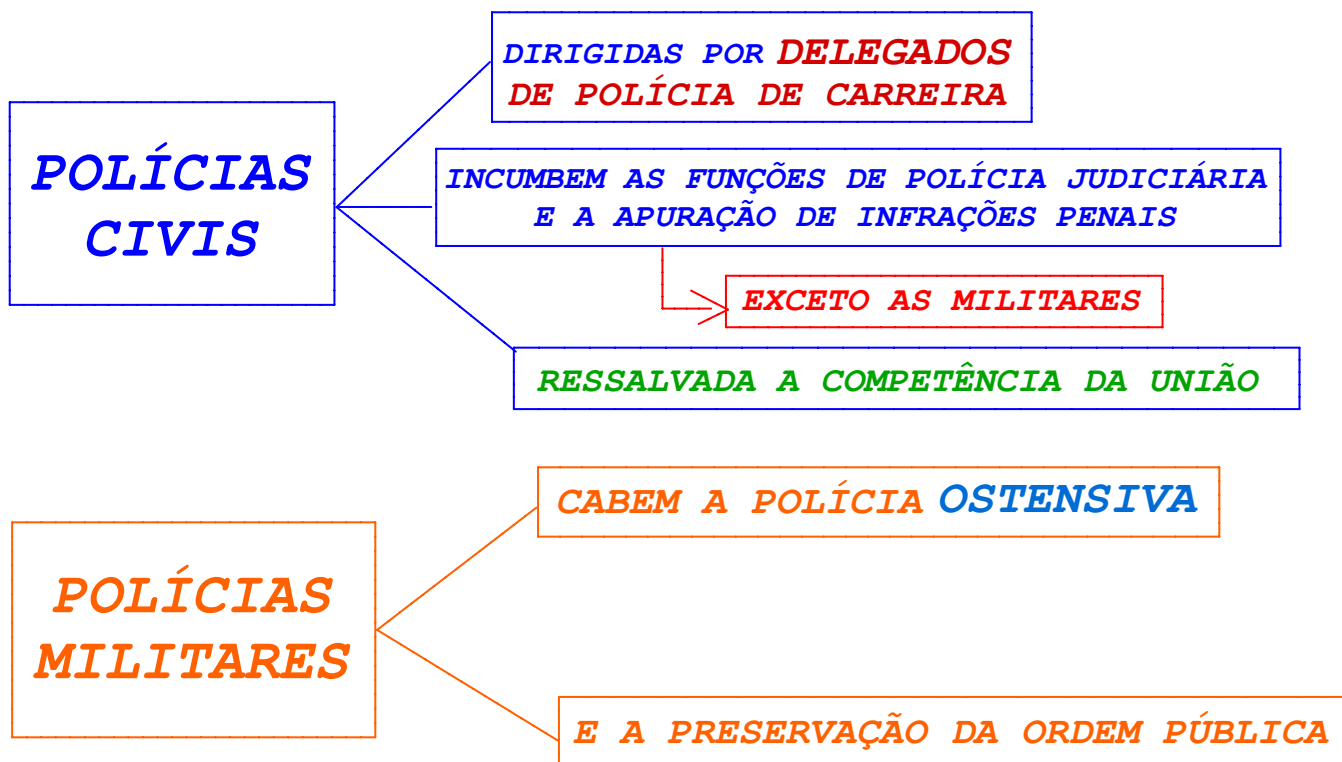 POLÍCIAS
CIVIS
DIRIGIDAS POR DELEGADOS
DE POLÍCIA DE CARREIRA
INCUMBEM AS FUNÇÕES DE POLÍCIA JUDICIÁRIA
E A APURAÇÃO DE INFRAÇÕES PENAIS
EXCETO AS MILITARES
RESSALVADA A COMPETÊNCIA DA UNIÃO
POLÍCIAS
MILITARES
CABEM A POLÍCIA OSTENSIVA
E A PRESERVAÇÃO DA ORDEM PÚBLICA